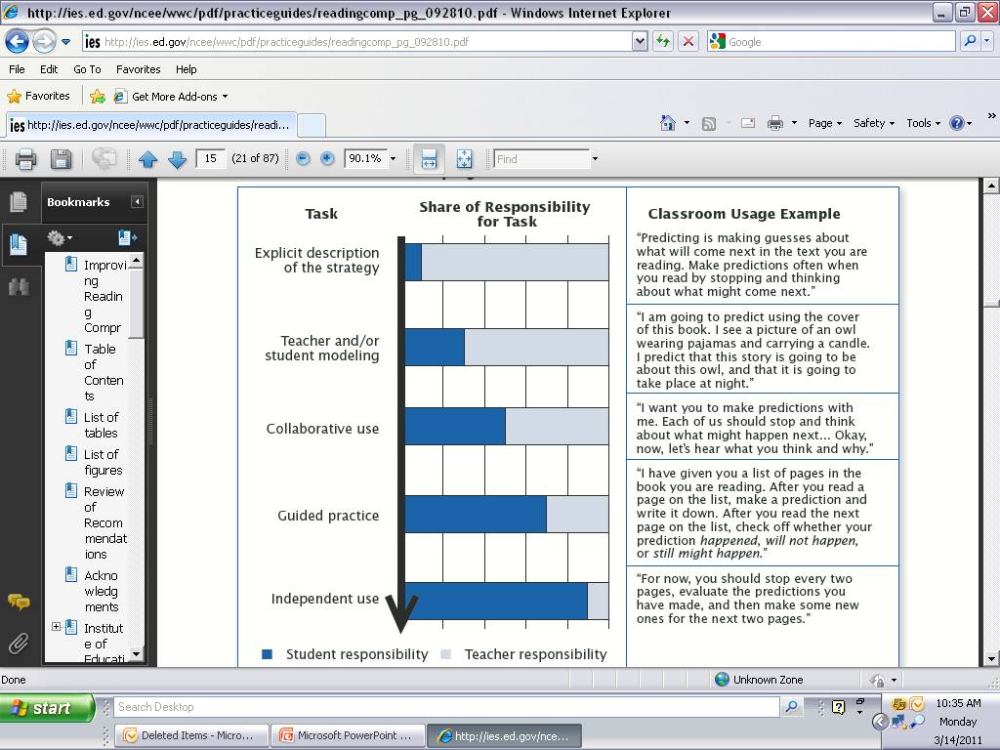 http://ies.ed.gov/ncee/wwc/pdf/practiceguides/readingcomp_pg_092810.pdf - Windows Internet Explorer
ies http://ies.ed.gov/ncee/wwc/pdf/practiceguides/readingcomp_pg_092810.pdf
Google
File Edit Go To Favorites Help
Favorites Get More Add-ons
ies http://ies.ed.gov/ncee/wwc/pdf/practiceguides/readi...
Page Safety Tools
»
15 (21 of 87) 90.1% Find
Bookmarks
Improvi
ng
Readin
g
Compr
Table
of
Conten
ts
List of
tables
List of
figures
Review
of
Recom
mendat
ions
Ackno
wledg
ments
Institut
e of
Educati
Task
Share of Responsibility
for Task
Classroom Usage Example
Explicit description
of the strategy
“Predicting is making guesses about
what will come next in the text you are
reading. Make predictions often when
you read by stopping and thinking
about what might come next.”
Teacher and/or
student modeling
“I am going to predict using the cover
of this book. I see a picture of an owl
wearing pajamas and carrying a candle.
I predict that this story is going to be
about this owl, and that it is going to
take place at night.”
Collaborative use
“I want you to make predictions with
me. Each of us should stop and think
about what might happen next... Okay,
now, let’s hear what you think and why.”
Guided practice
“I have given you a list of pages in the
book you are reading. After you read a
page on the list, make a prediction and
write it down. After you read the next
page on the list, check off whether your
prediction happened, will not happen,
or still might happen.”
Independent use
“For now, you should stop every two
pages, evaluate the predictions you
have made, and then make some new
ones for the next two pages.”
Student responsibility Teacher responsibility
Done
Unknown Zone
start
Search Desktop
10:35 AM
Monday
3/14/2011
Deleted Items - Micro...
Microsoft PowerPoint ...
http://ies.ed.gov/nce...